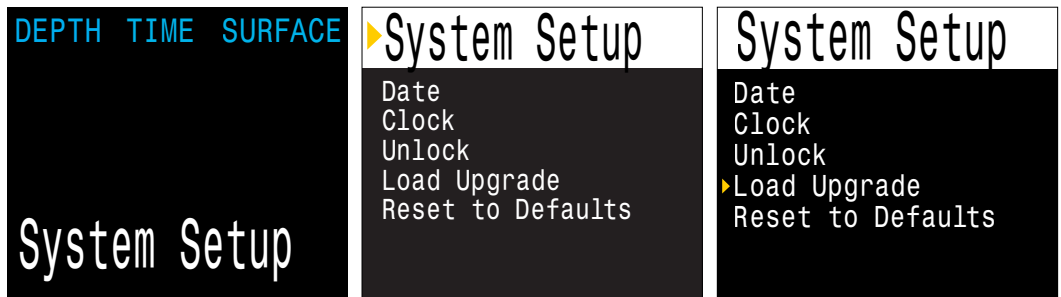 DEPTH TIME SURFACE
System Setup
System Setup
Date
Clock
Unlock
Load Upgrade
Reset to Defaults
System Setup
Date
Clock
Unlock
Load Upgrade
Reset to Defaults